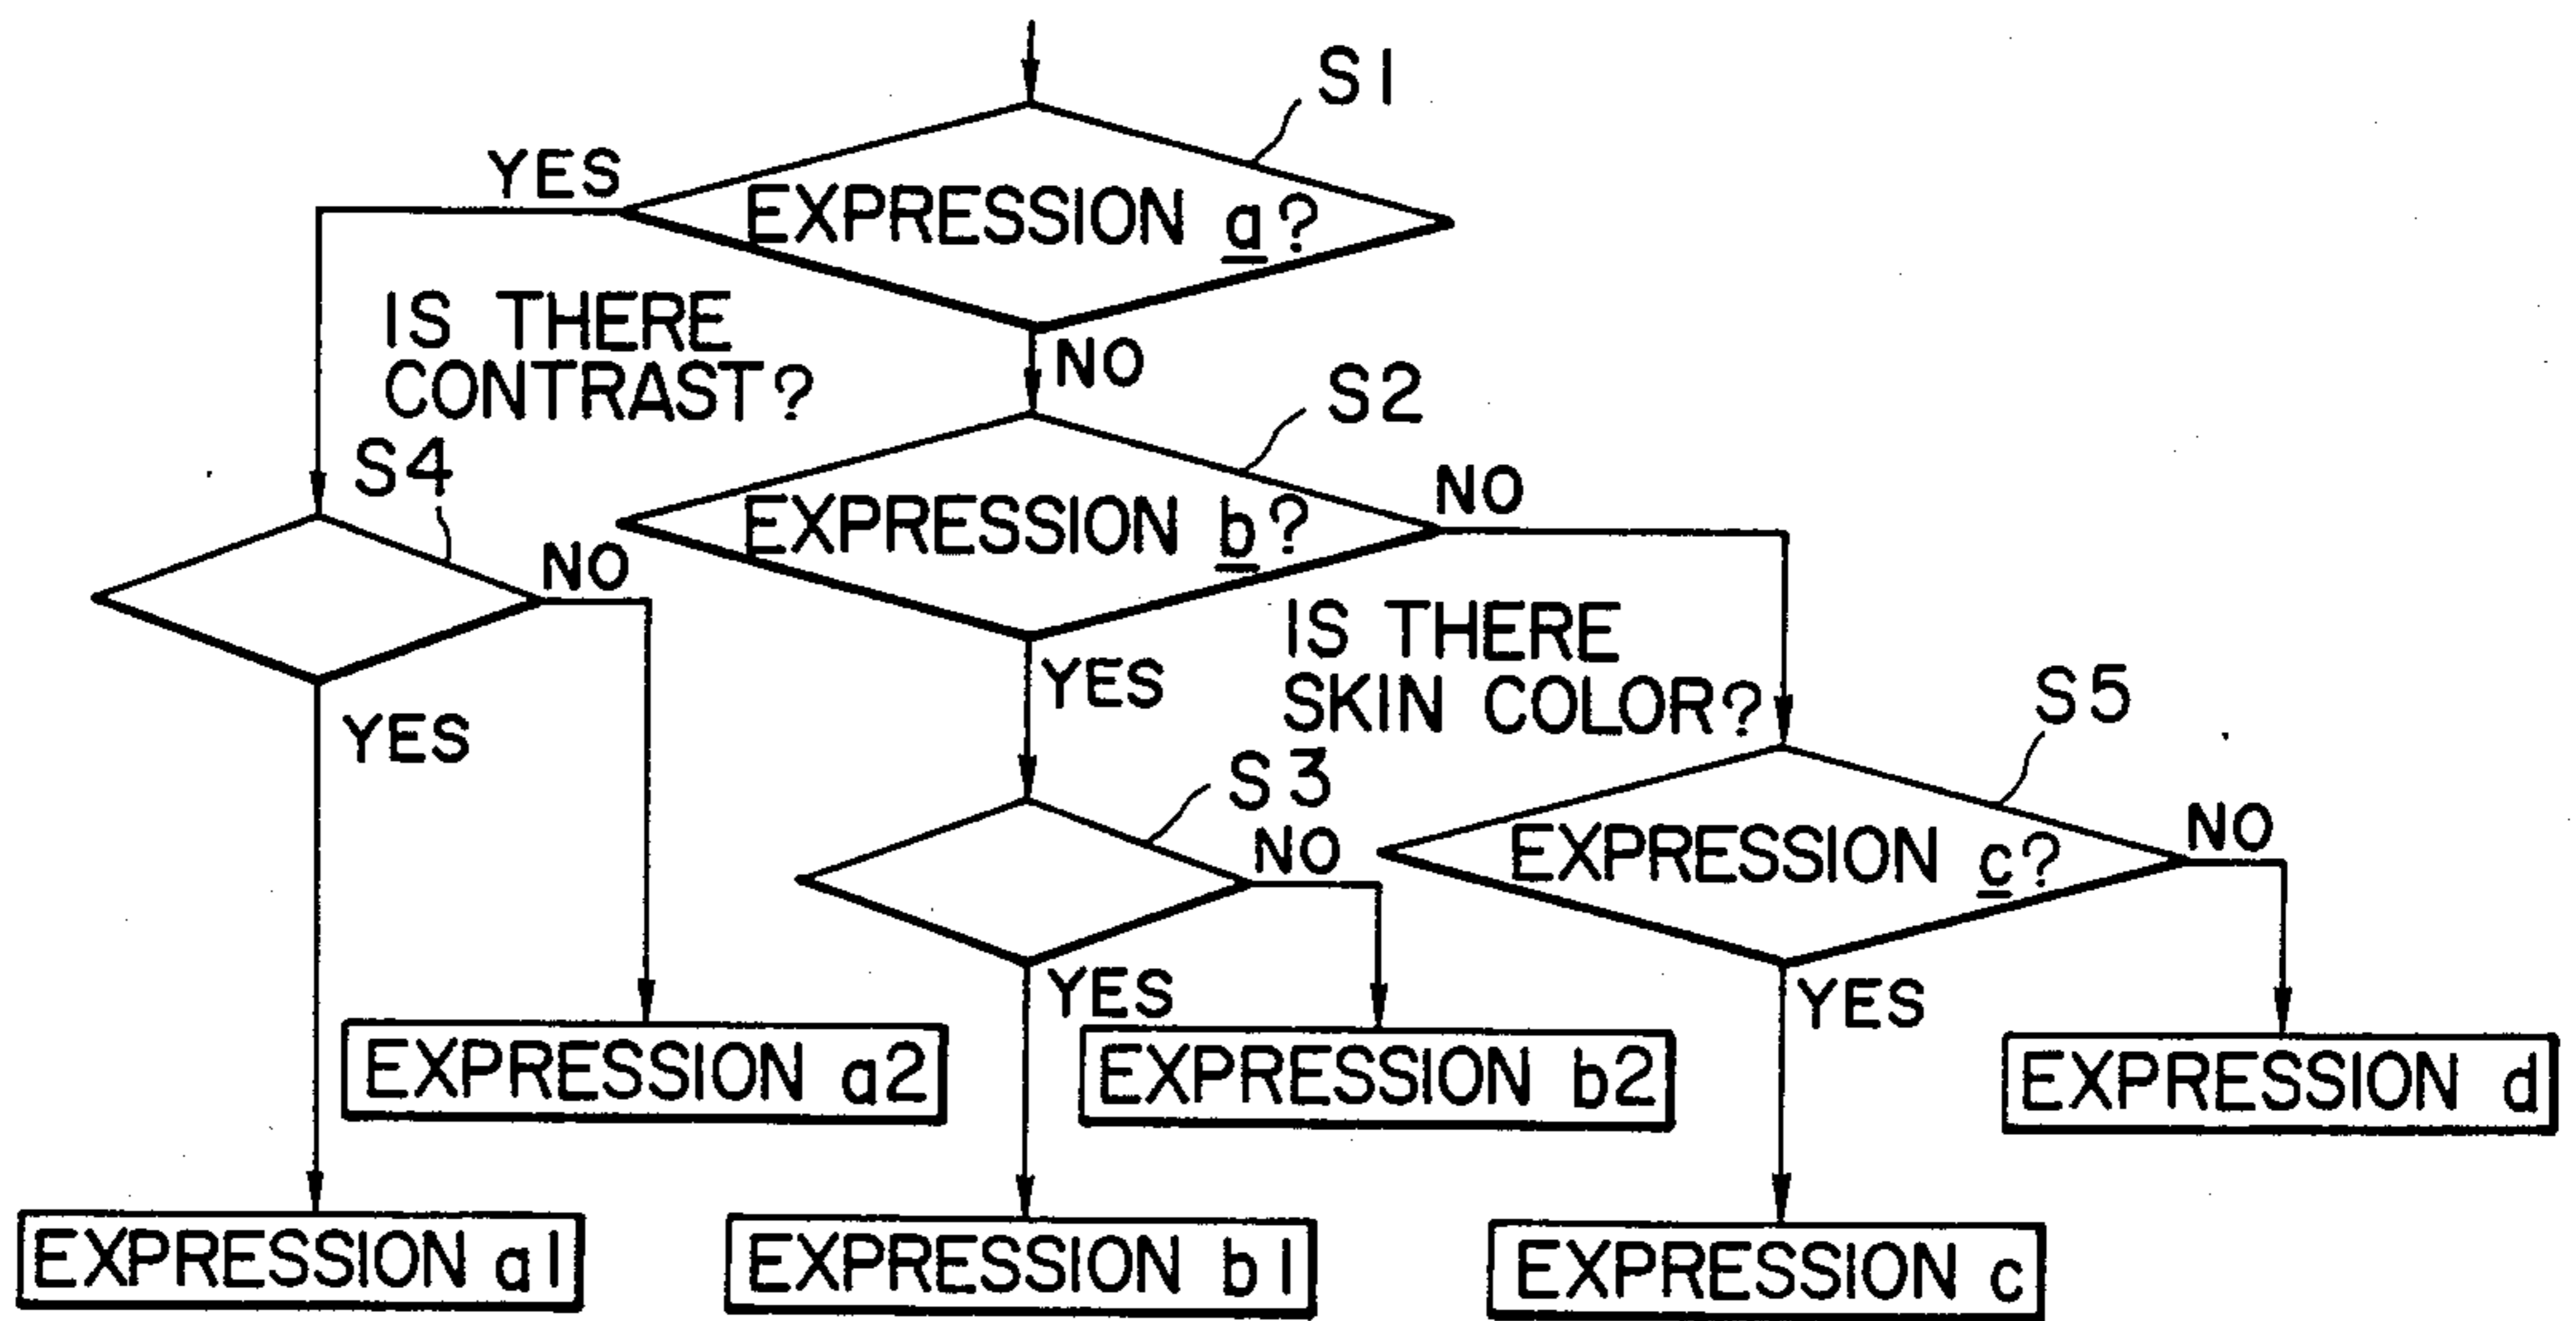 S1
YES
EXPRESSION a?
IS THERE
CONTRAST?
NO
S2
S4
EXPRESSION b?
NO
NO
IS THERE
SKIN COLOR?
YES
S5
YES
S3
NO
EXPRESSION c?
NO
YES
YES
EXPRESSION a2
EXPRESSION b2
EXPRESSION d
EXPRESSION a1
EXPRESSION b1
EXPRESSION c